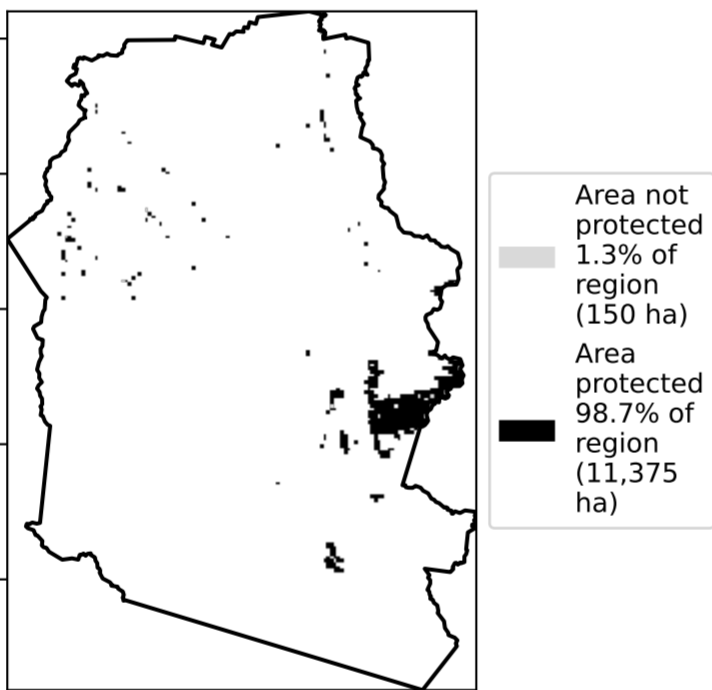 Area not
protected
1.3% of
region
(150 ha)
Area
protected
98.7% of
region
(11,375
ha)